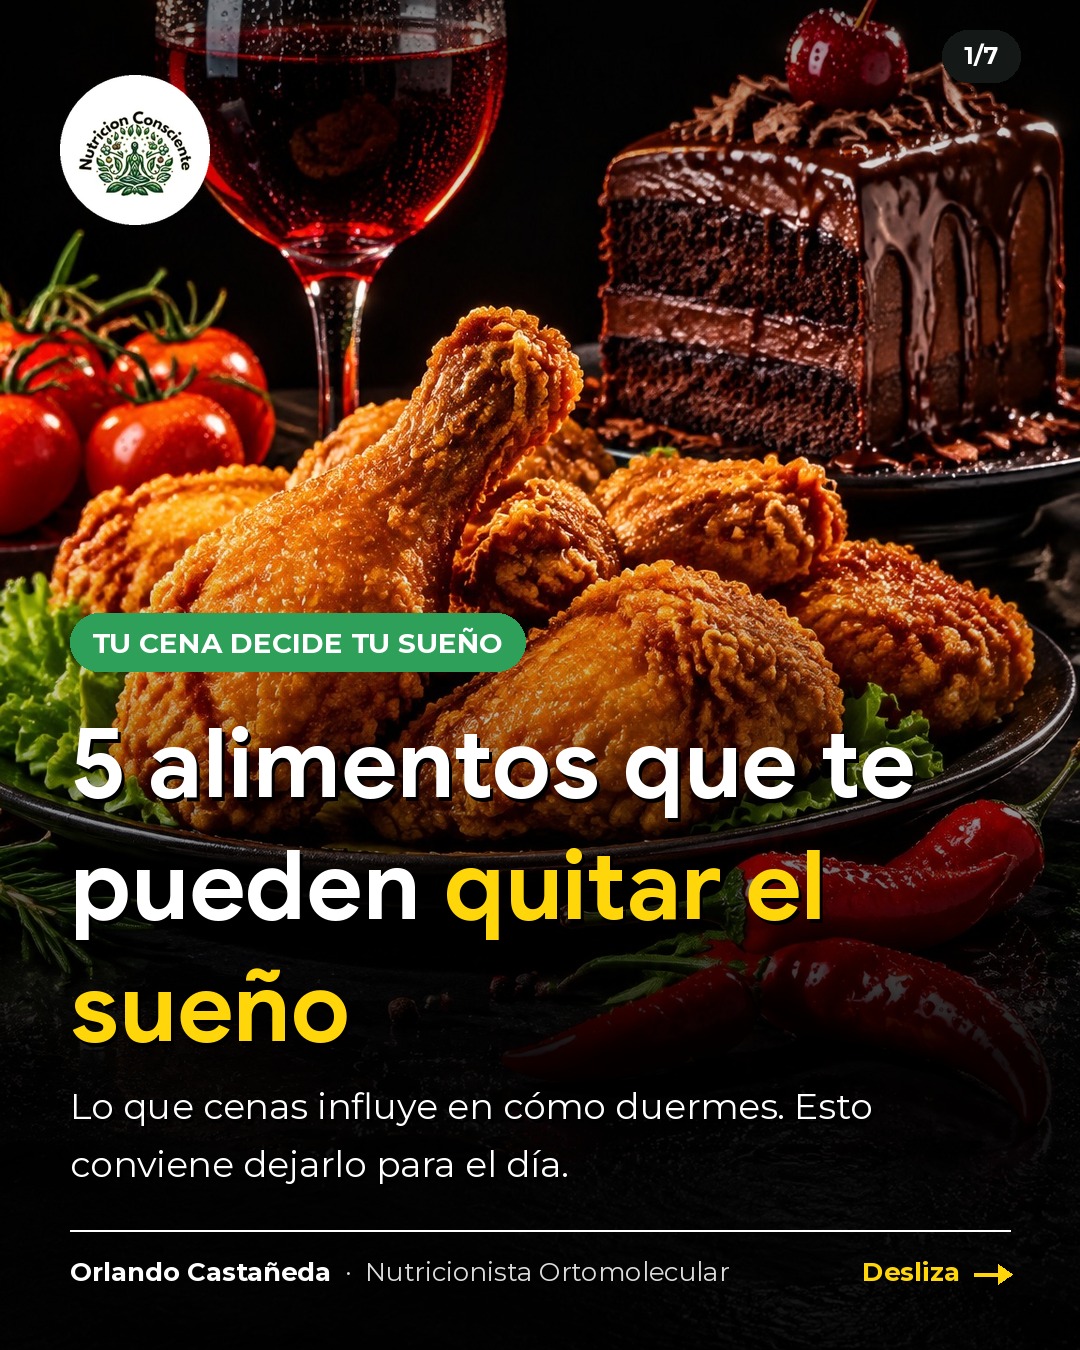 1/7
Nutricion Consciente
TU CENA DECIDE TU SUEÑO
5 alimentos que te
pueden quitar el
sueño
Lo que cenas influye en cómo duermes. Esto
conviene dejarlo para el día.
Orlando Castañeda · Nutricionista Ortomolecular
Desliza →